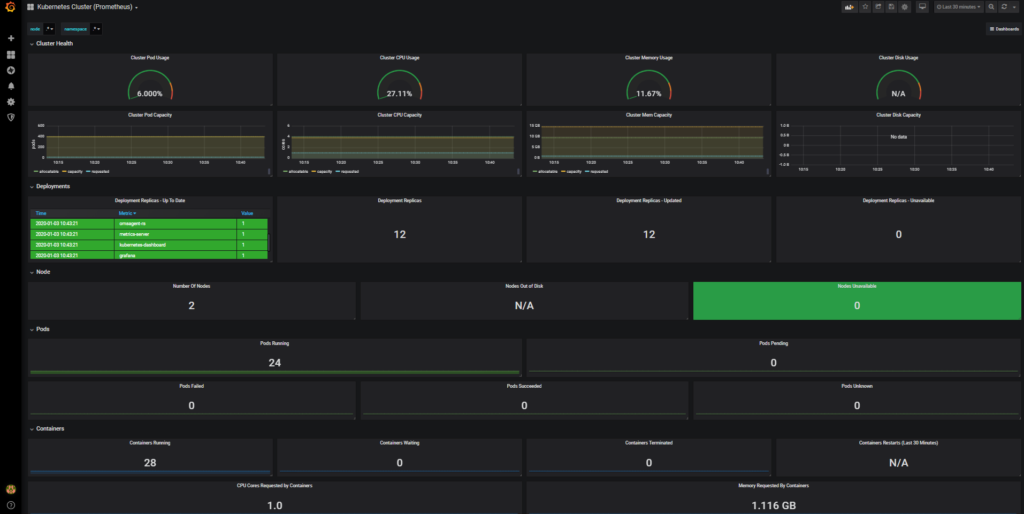 Kubernetes Cluster (Prometheus)
Last 30 minutes
node
namespace
Dashboards
Cluster Health
Cluster Pod Usage
Cluster CPU Usage
Cluster Memory Usage
Cluster Disk Usage
6.000%
27.11%
11.67%
N/A
Cluster Pod Capacity
Cluster CPU Capacity
Cluster Mem Capacity
Cluster Disk Capacity
pods
600
400
200
0
10:15 10:20 10:25 10:30 10:35 10:40
allocatable capacity requested
cores
6
4
2
0
10:15 10:20 10:25 10:30 10:35 10:40
allocatable capacity requested
15 GB
10 GB
5 GB
0 B
10:15 10:20 10:25 10:30 10:35 10:40
allocatable capacity requested
1.0 B
0.5 B
0 B
-0.5 B
-1.0 B
No data
10:15 10:20 10:25 10:30 10:35 10:40
Deployments
Deployment Replicas - Up To Date
Time Metric Value
2020-01-03 10:43:21 omsagent-rs 1
2020-01-03 10:43:21 metrics-server 1
2020-01-03 10:43:21 kubernetes-dashboard 1
2020-01-03 10:43:21 grafana 1
Deployment Replicas
12
Deployment Replicas - Updated
12
Deployment Replicas - Unavailable
0
Node
Number Of Nodes
2
Nodes Out of Disk
N/A
Nodes Unavailable
0
Pods
Pods Running
24
Pods Pending
0
Pods Failed
0
Pods Succeeded
0
Pods Unknown
0
Containers
Containers Running
28
Containers Waiting
0
Containers Terminated
0
Containers Restarts (Last 30 Minutes)
N/A
CPU Cores Requested by Containers
1.0
Memory Requested By Containers
1.116 GB